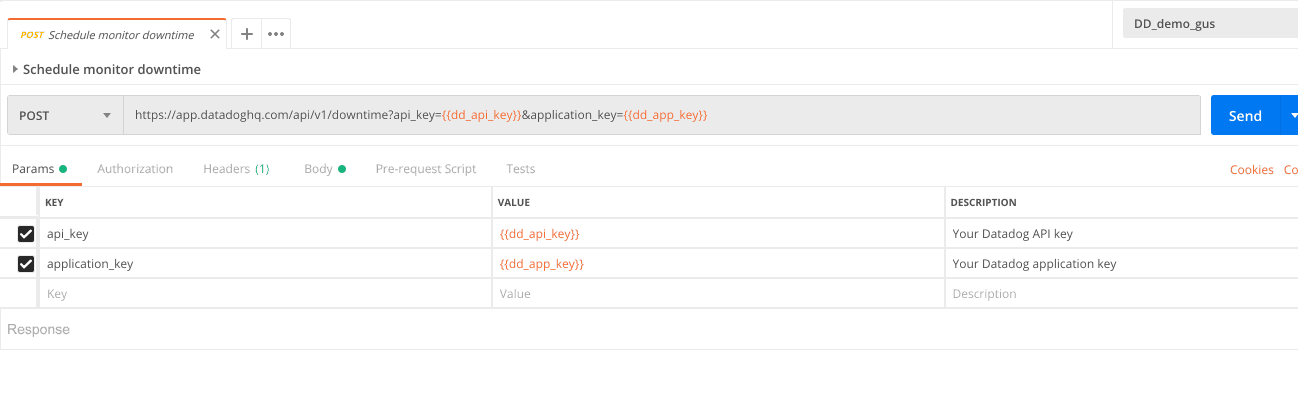 POST Schedule monitor downtime
DD_demo_gus
Schedule monitor downtime
POST https://app.datadoghq.com/api/v1/downtime?api_key={{dd_api_key}}&application_key={{dd_app_key}} Send
Params Authorization Headers (1) Body Pre-request Script Tests Cookies Co
KEY VALUE DESCRIPTION
api_key {{dd_api_key}} Your Datadog API key
application_key {{dd_app_key}} Your Datadog application key
Key Value Description
Response